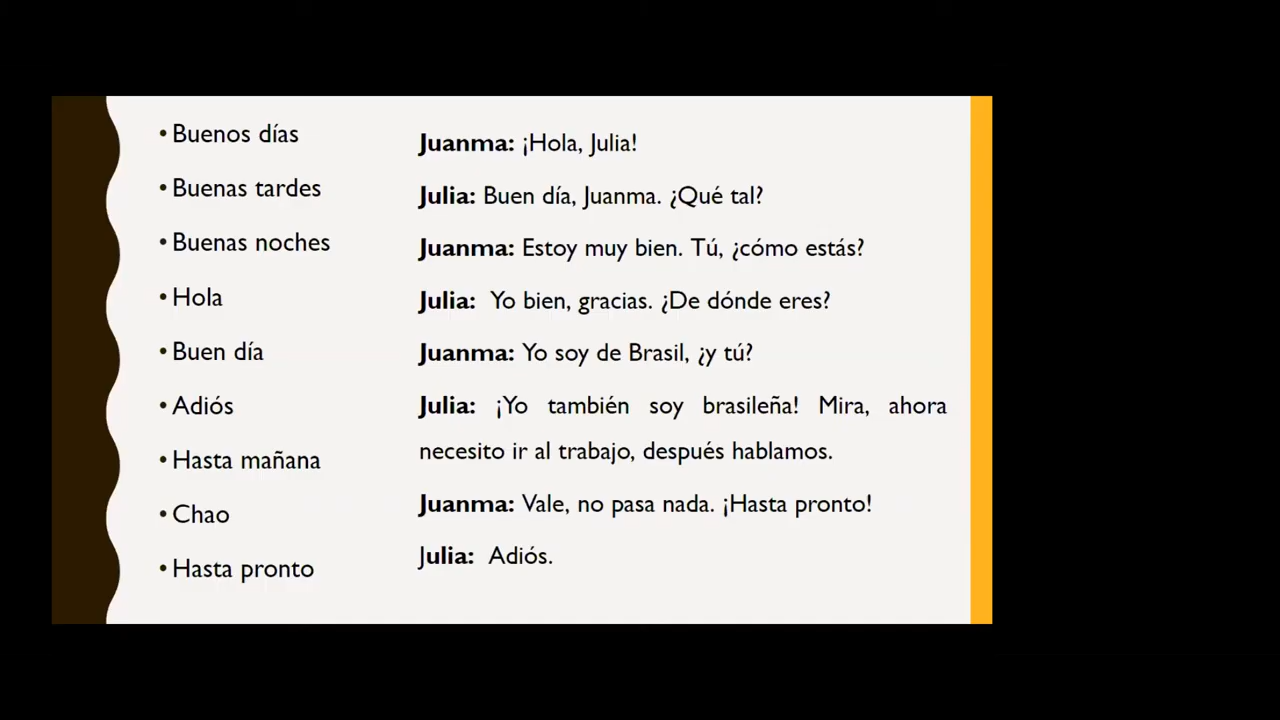 • Buenos días
• Buenas tardes
• Buenas noches
• Hola
• Buen día
• Adiós
• Hasta mañana
• Chao
• Hasta pronto
Juanma: ¡Hola, Julia!
Julia: Buen día, Juanma. ¿Qué tal?
Juanma: Estoy muy bien. Tú, ¿cómo estás?
Julia: Yo bien, gracias. ¿De dónde eres?
Juanma: Yo soy de Brasil, ¿y tú?
Julia: ¡Yo también soy brasileña! Mira, ahora
necesito ir al trabajo, después hablamos.
Juanma: Vale, no pasa nada. ¡Hasta pronto!
Julia: Adiós.